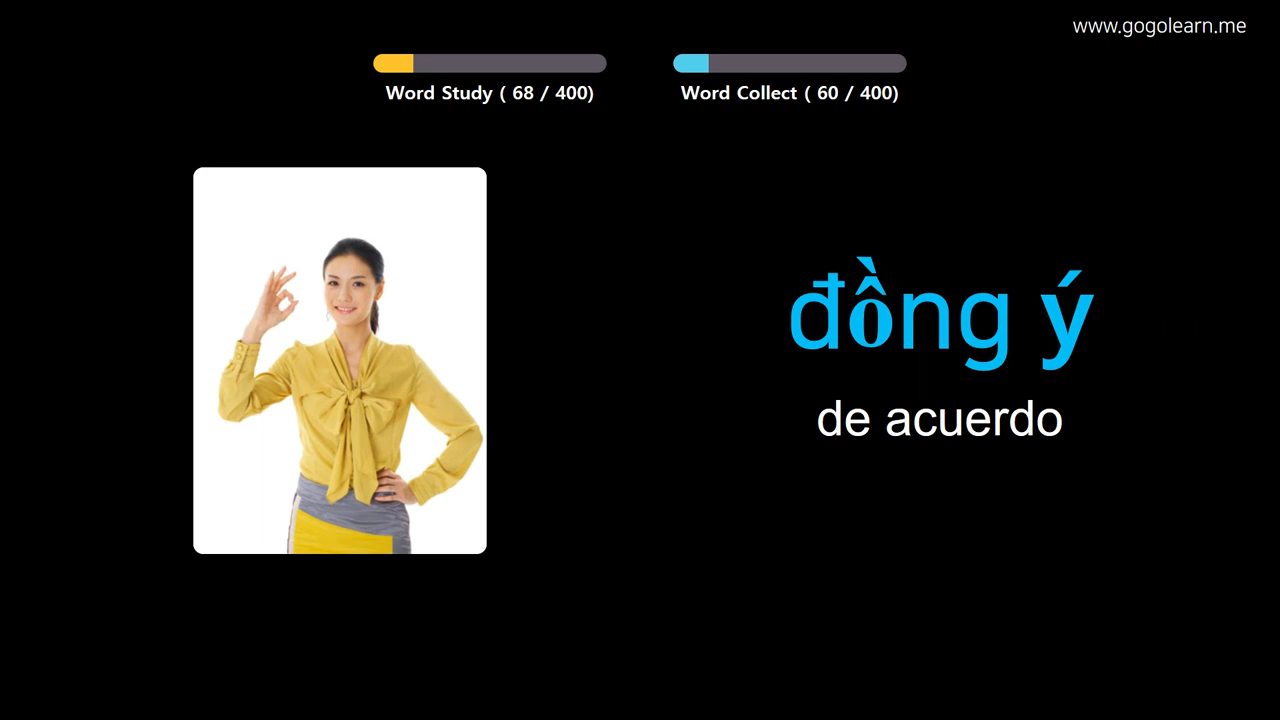 www.gogolearn.me
Word Study ( 68 / 400)
Word Collect ( 60 / 400)
đồng ý
de acuerdo